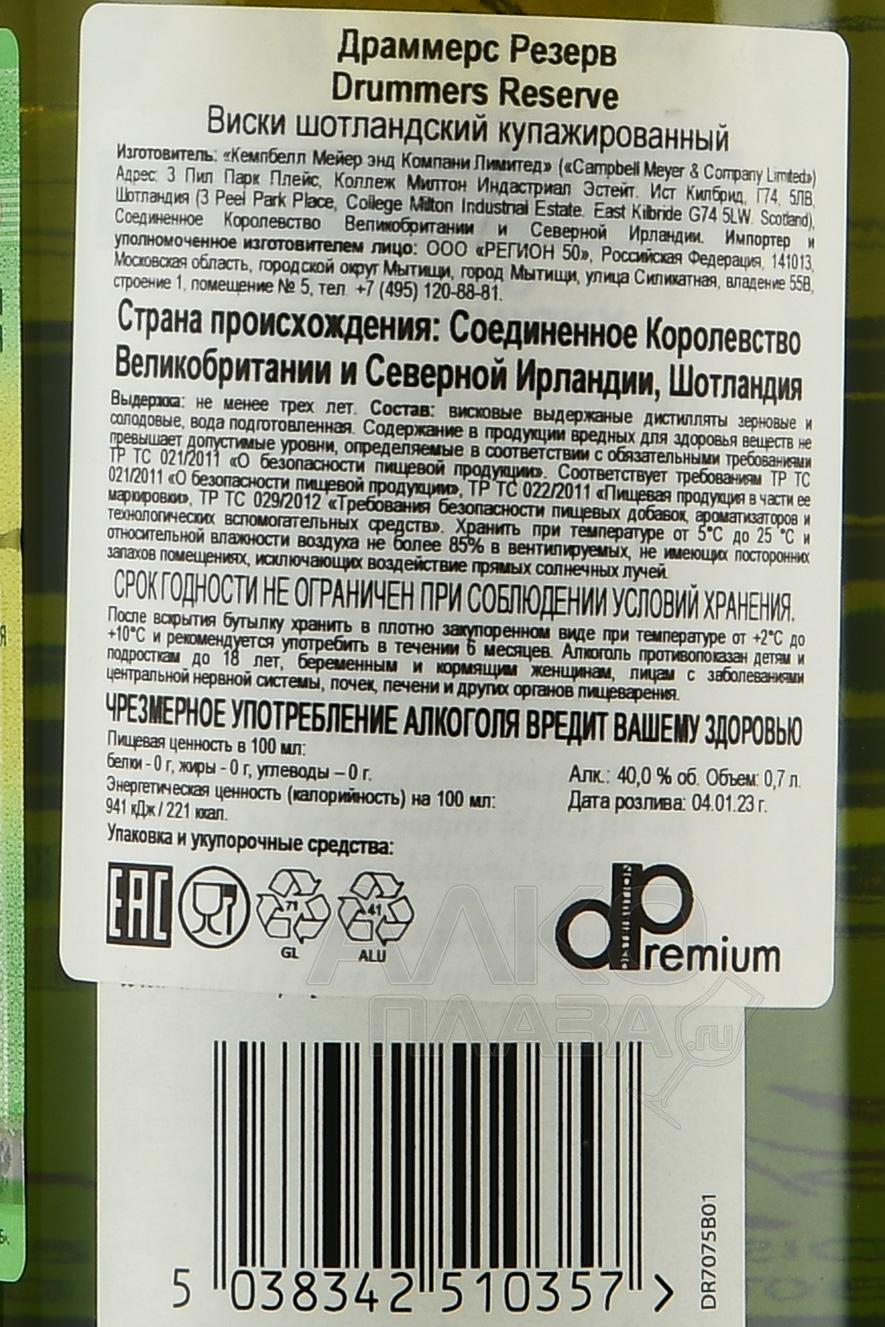 Драммерс Резерв
Drummers Reserve
Виски шотландский купажированный
Изготовитель: «Кемпбелл Мейер энд Компани Лимитед» («Campbell Meyer & Company Limited»)
Адрес: 3 Пил Парк Плейс, Коллеж Милтон Индастриал Эстейт. Ист Килбрид, Г74, 5ЛВ,
Шотландия (3 Peel Park Place, College Milton Industrial Estate. East Kilbride G74 5LW. Scotland),
Соединенное Королевство Великобритании и Северной Ирландии. Импортер и
уполномоченное изготовителем лицо: ООО «РЕГИОН 50», Российская Федерация, 141013,
Московская область, городской округ Мытищи, город Мытищи, улица Силикатная, владение 55В,
строение 1, помещение № 5, тел. +7 (495) 120-88-81.
Страна происхождения: Соединенное Королевство
Великобритании и Северной Ирландии, Шотландия
Выдержка: не менее трех лет. Состав: висковые выдержаные дистилляты зерновые и
солодовые, вода подготовленная. Содержание в продукции вредных для здоровья веществ не
превышает допустимые уровни, определяемые в соответствии с обязательными требованиями
ТР ТС 021/2011 «О безопасности пищевой продукции». Соответствует требованиям ТР ТС
021/2011 «О безопасности пищевой продукции», ТР ТС 022/2011 «Пищевая продукция в части ее
маркировки», ТР ТС 029/2012 «Требования безопасности пищевых добавок, ароматизаторов и
технологических вспомогательных средств». Хранить при температуре от 5°С до 25 °С и
относительной влажности воздуха не более 85% в вентилируемых, не имеющих посторонних
запахов помещениях, исключающих воздействие прямых солнечных лучей.
СРОК ГОДНОСТИ НЕ ОГРАНИЧЕН ПРИ СОБЛЮДЕНИИ УСЛОВИЙ ХРАНЕНИЯ.
После вскрытия бутылку хранить в плотно закупоренном виде при температуре от +2°С до
+10°С и рекомендуется употребить в течении 6 месяцев. Алкоголь противопоказан детям и
подросткам до 18 лет, беременным и кормящим женщинам, лицам с заболеваниями
центральной нервной системы, почек, печени и других органов пищеварения.
ЧРЕЗМЕРНОЕ УПОТРЕБЛЕНИЕ АЛКОГОЛЯ ВРЕДИТ ВАШЕМУ ЗДОРОВЬЮ
Пищевая ценность в 100 мл:
белки - 0 г, жиры - 0 г, углеводы – 0 г.
Энергетическая ценность (калорийность) на 100 мл:
941 кДж / 221 ккал.
Алк.: 40,0 % об. Объем: 0,7 л.
Дата розлива: 04.01.23 г.
Упаковка и укупорочные средства:
EAC
71
GL
41
ALU
DISTRIBUTION
dPremium
АЛКО
ПЛАЗА.ru
5 038342 510357 >
DR7075B01